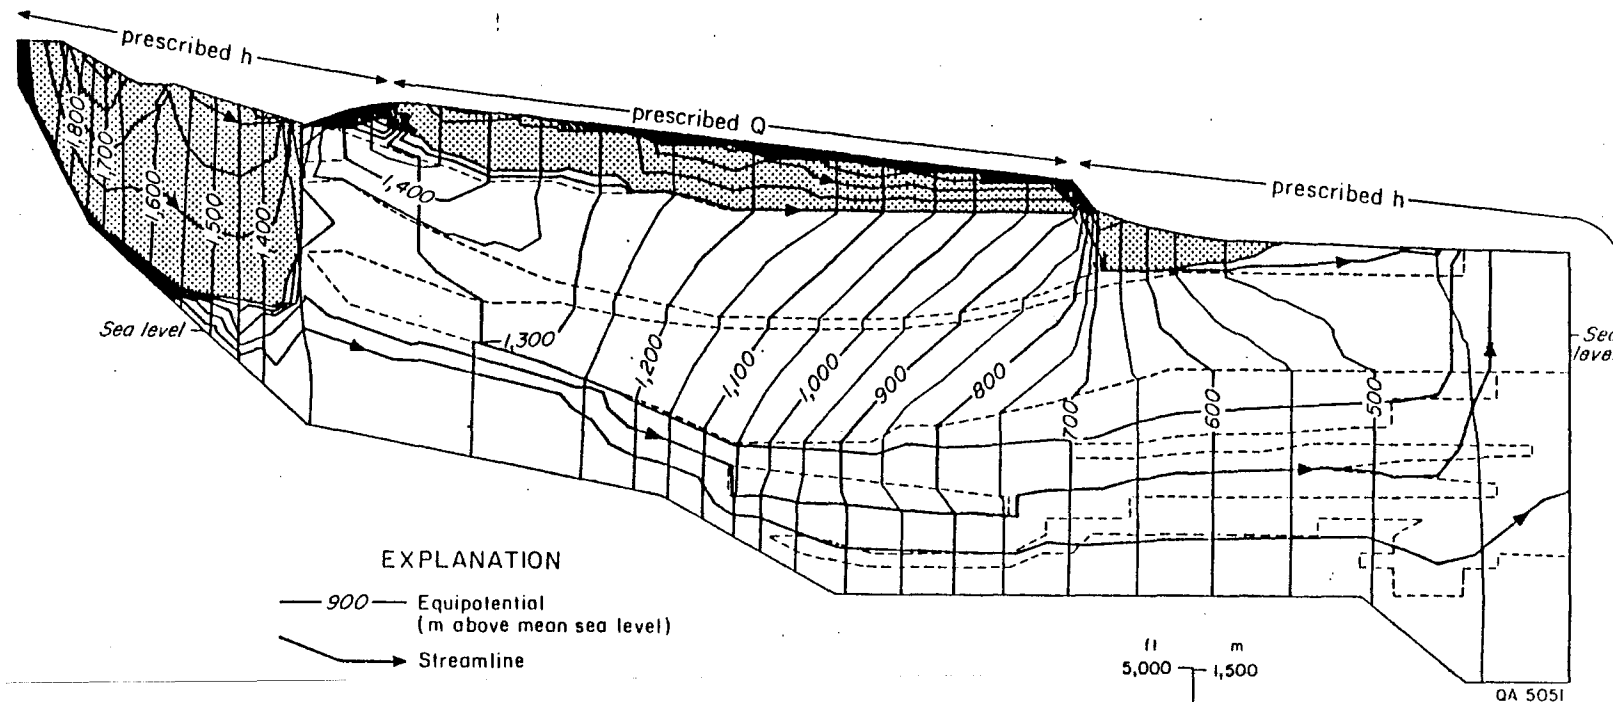 prescribed h
prescribed Q
prescribed h
1,800
1,700
1,600
1,500
1,400
1,400
1,300
1,200
1,100
1,000
900
800
700
600
500
Sea level
Sea
level
EXPLANATION
900 Equipotential
(m above mean sea level)
Streamline
ft m
5,000 1,500
QA 5051